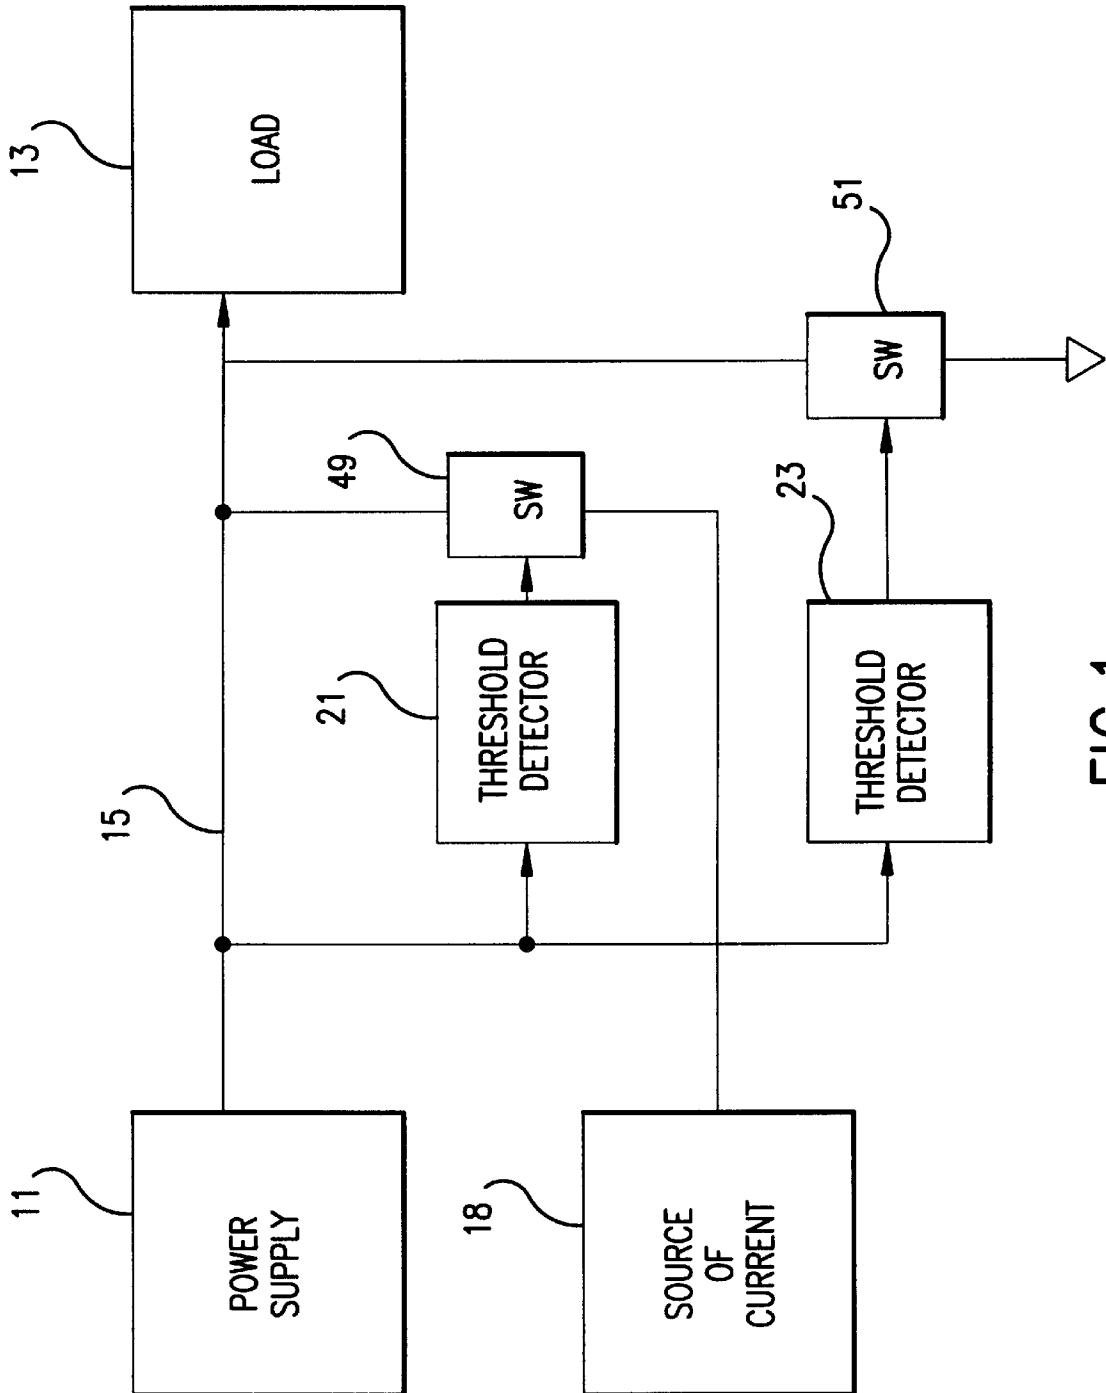 13
LOAD
15
49
SW
51
SW
21
THRESHOLD
DETECTOR
23
THRESHOLD
DETECTOR
11
POWER
SUPPLY
18
SOURCE
OF
CURRENT